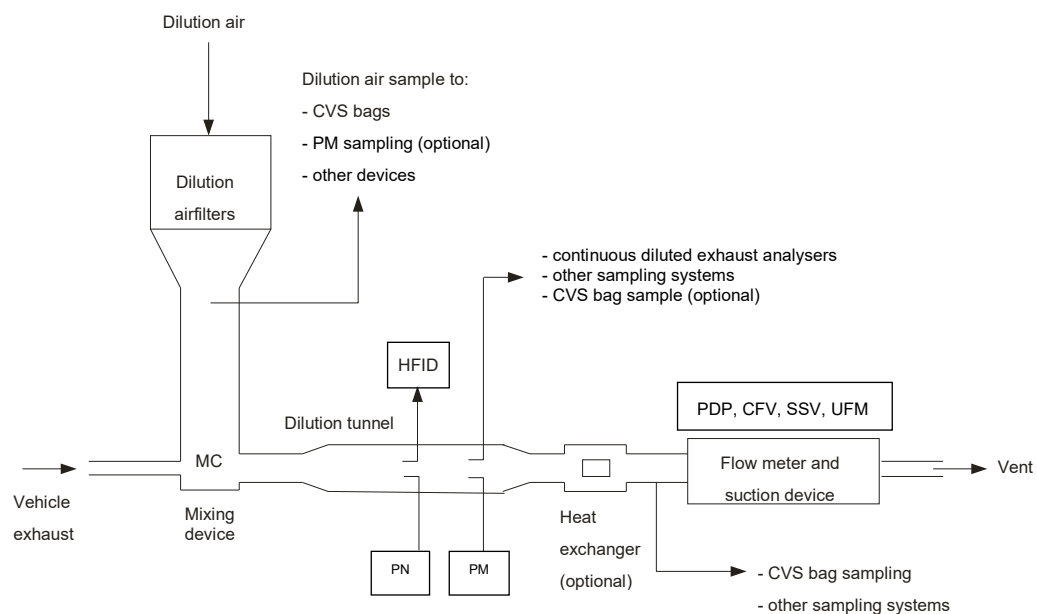 Dilution air
Dilution air sample to:
- CVS bags
- PM sampling (optional)
- other devices
Dilution
airfilters
- continuous diluted exhaust analysers
- other sampling systems
- CVS bag sample (optional)
HFID
PDP, CFV, SSV, UFM
Dilution tunnel
MC
Flow meter and
suction device
Vent
Vehicle
exhaust
Mixing
device
Heat
exchanger
(optional)
PN
PM
- CVS bag sampling
- other sampling systems